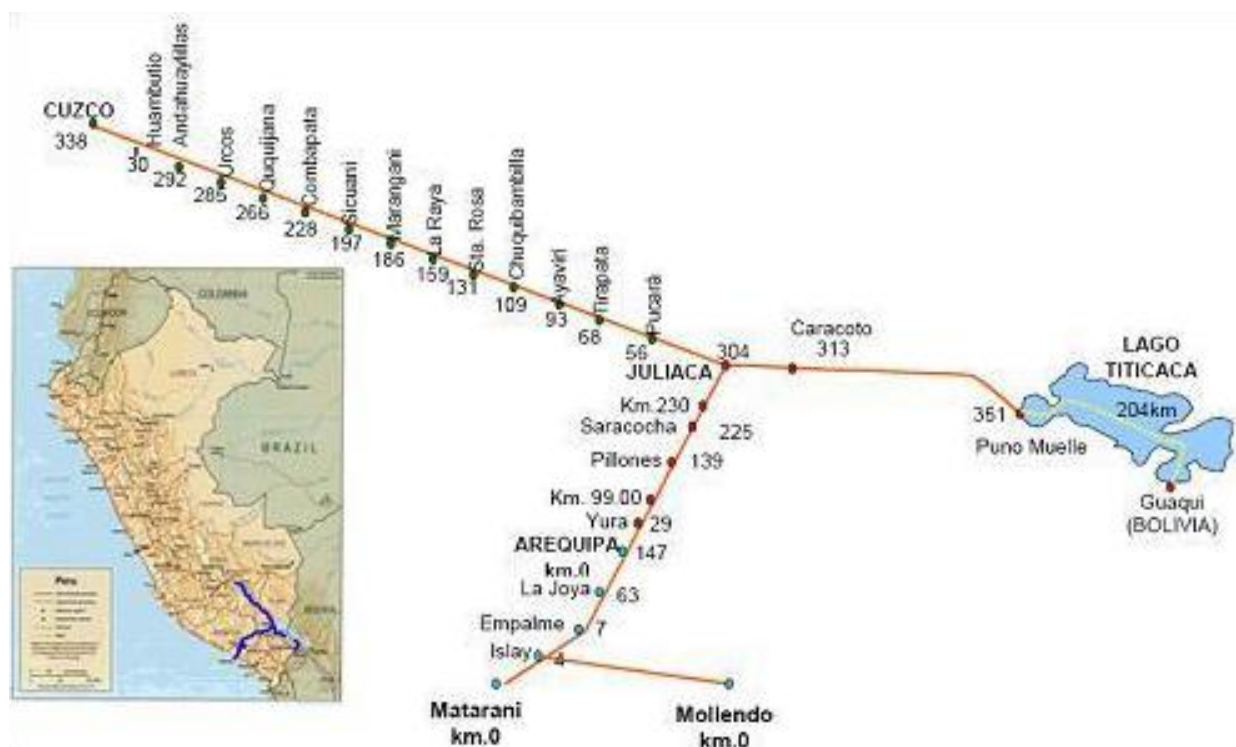 CUZCO
338
Huambutio
30
Andahuaylillas
292
Urcos
285
Ququijana
266
Combapata
228
Sicuani
197
Marangani
186
La Raya
159
Sta. Rosa
131
Chuquibambilla
109
Ayaviri
93
Tirapata
68
Pucará
56
304
JULIACA
Caracoto
313
LAGO
TITICACA
204km
351
Puno Muelle
Guaqui
(BOLIVIA)
Km.230
Saracocha
225
Pillones
139
Km. 99.00
Yura
29
AREQUIPA
147
km.0
La Joya
63
Empalme
7
Islay
4
Matarani
km.0
Mollendo
km.0
COLOMBIA
ECUADOR
BRAZIL
Peru